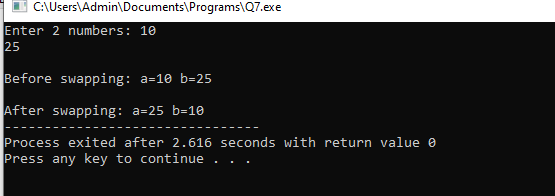 C:\Users\Admin\Documents\Programs\Q7.exe
Enter 2 numbers: 10
25
Before swapping: a=10 b=25
After swapping: a=25 b=10
--------------------------------
Process exited after 2.616 seconds with return value 0
Press any key to continue . . .